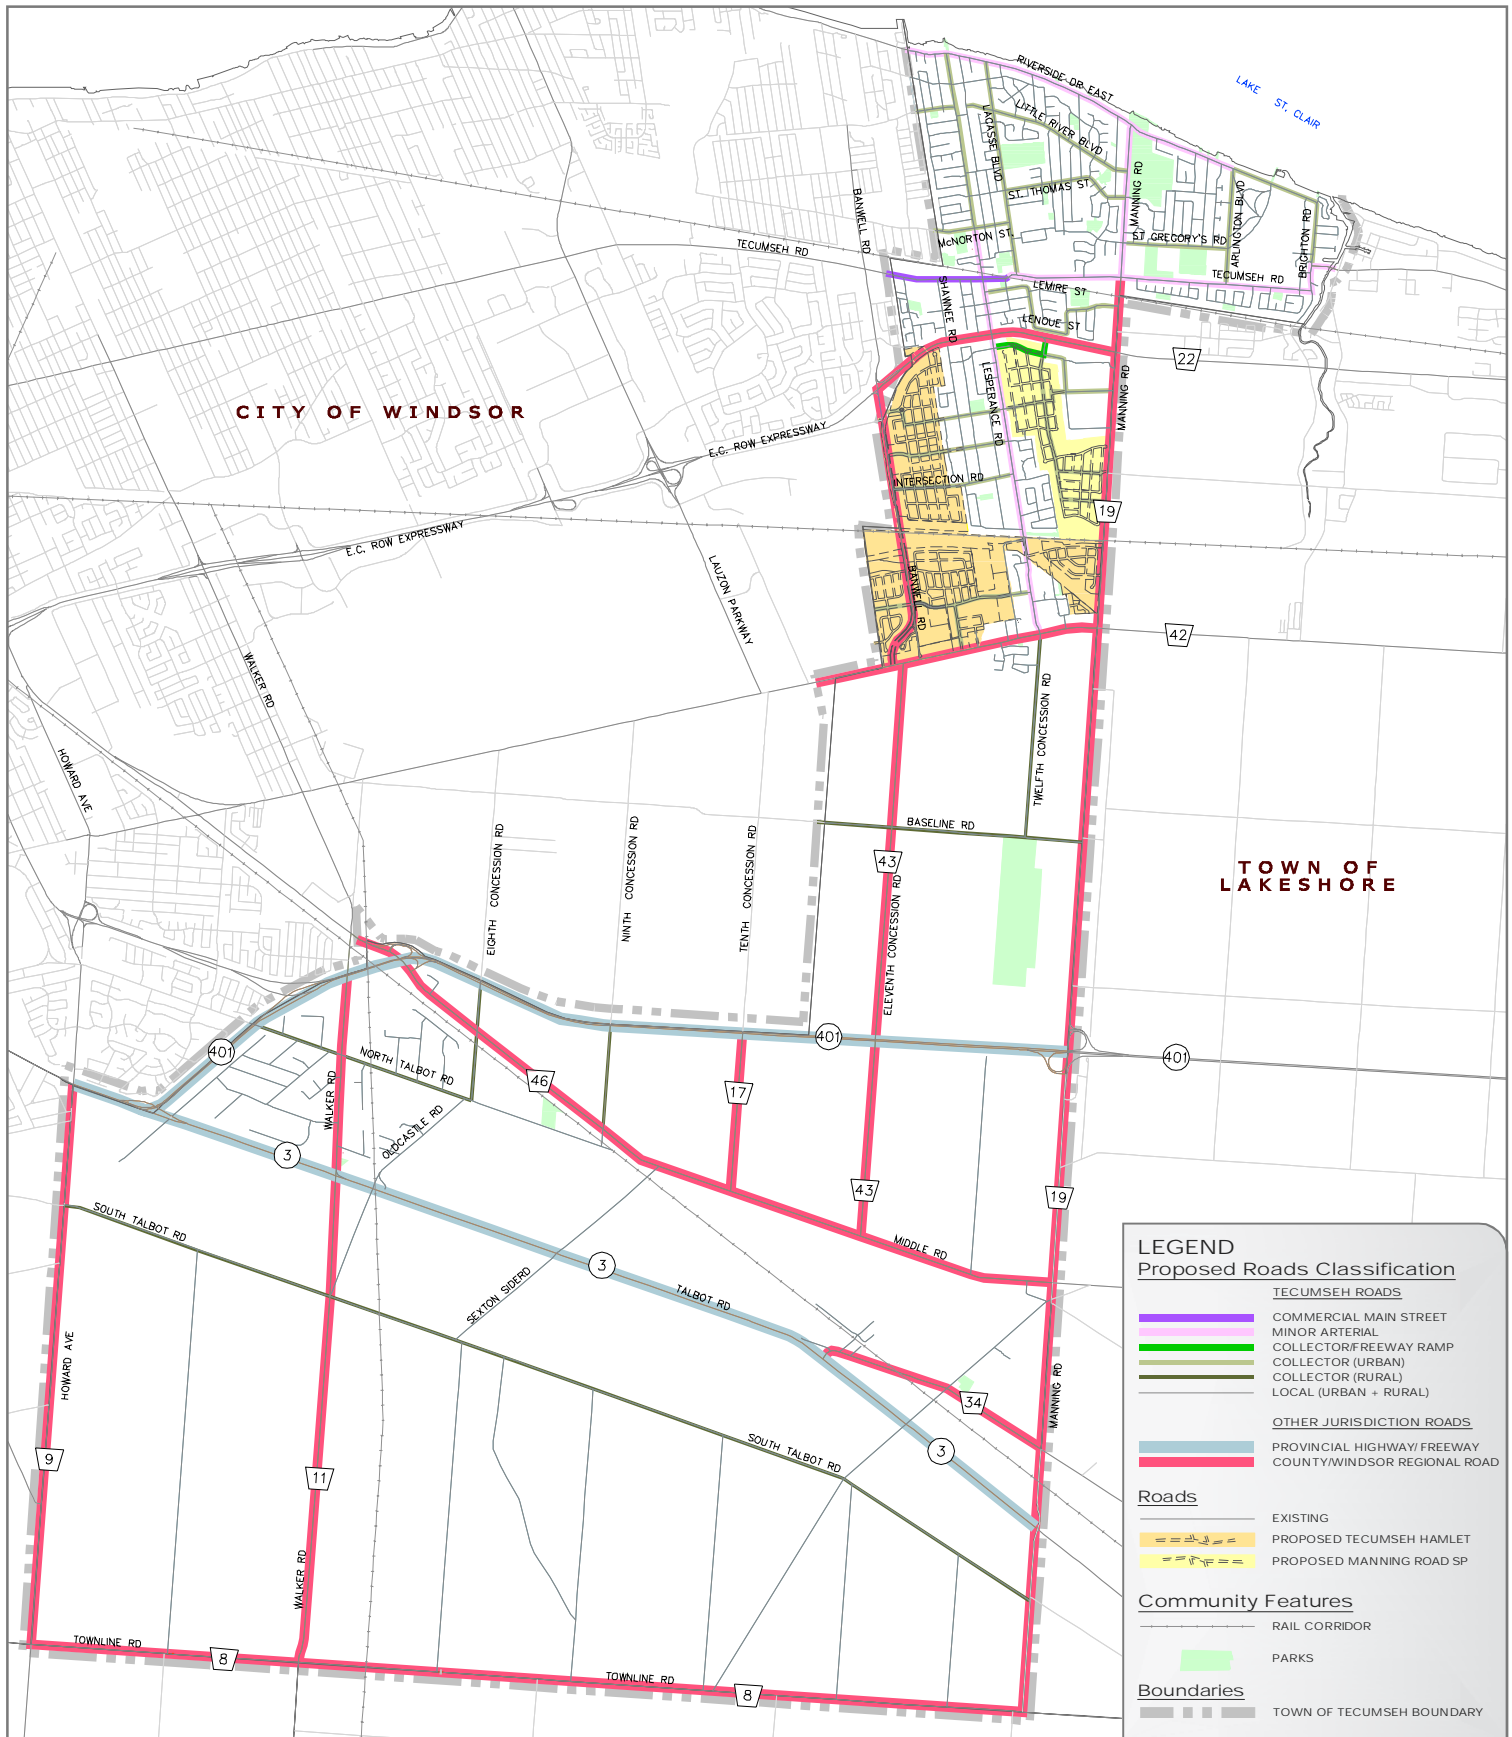 RIVERSIDE DR EAST
LAKE ST. CLAIR
LITTLE RIVER BLVD
LACASSE BLVD
MANNING RD
ST. THOMAS ST.
BANWELL RD
McNORTON ST.
ST GREGORY'S RD
ARLINGTON BLVD
BRIGHTON RD
TECUMSEH RD
TECUMSEH RD
SHAWNEE RD
LEMIRE ST
LENOUE ST
22
LESPERANCE RD
MANNING RD
CITY OF WINDSOR
E.C. ROW EXPRESSWAY
INTERSECTION RD
19
E.C. ROW EXPRESSWAY
LAUZON PARKWAY
BANWELL RD
42
WALKER RD
TWELFTH CONCESSION RD
HOWARD AVE
BASELINE RD
43
TOWN OF
LAKESHORE
EIGHTH CONCESSION RD
NINTH CONCESSION RD
TENTH CONCESSION RD
ELEVENTH CONCESSION RD
401
401
401
NORTH TALBOT RD
WALKER RD
46
17
OLDCASTLE RD
3
43
19
SOUTH TALBOT RD
MIDDLE RD
3
SEXTON SIDERD
TALBOT RD
HOWARD AVE
MANNING RD
34
SOUTH TALBOT RD
3
9
11
WALKER RD
TOWNLINE RD
8
TOWNLINE RD
8
LEGEND
Proposed Roads Classification
TECUMSEH ROADS
COMMERCIAL MAIN STREET
MINOR ARTERIAL
COLLECTOR/FREEWAY RAMP
COLLECTOR (URBAN)
COLLECTOR (RURAL)
LOCAL (URBAN + RURAL)
OTHER JURISDICTION ROADS
PROVINCIAL HIGHWAY/ FREEWAY
COUNTY/WINDSOR REGIONAL ROAD
Roads
EXISTING
PROPOSED TECUMSEH HAMLET
PROPOSED MANNING ROAD SP
Community Features
RAIL CORRIDOR
PARKS
Boundaries
TOWN OF TECUMSEH BOUNDARY